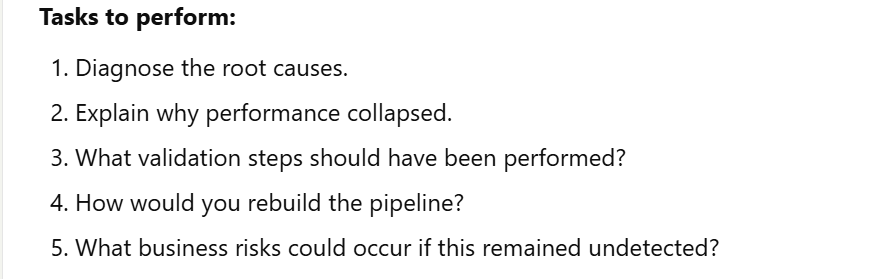 Tasks to perform:
1. Diagnose the root causes.
2. Explain why performance collapsed.
3. What validation steps should have been performed?
4. How would you rebuild the pipeline?
5. What business risks could occur if this remained undetected?